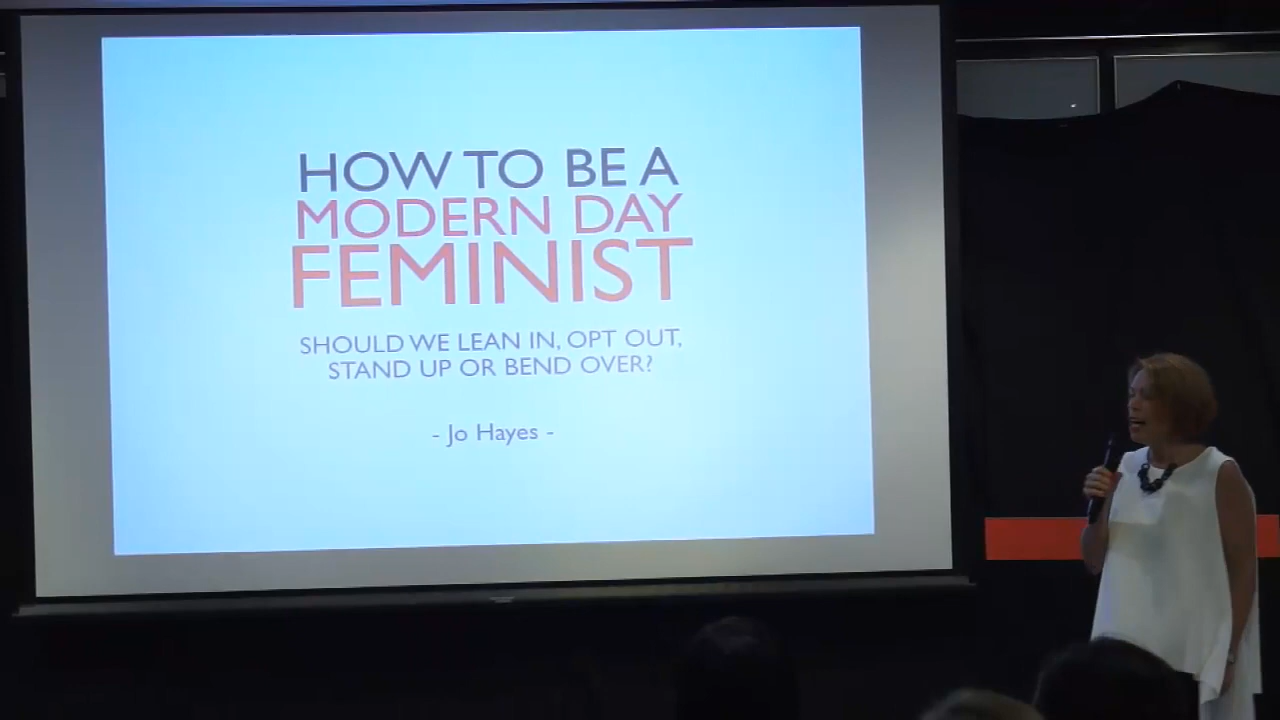 HOW TO BE A
MODERN DAY
FEMINIST
SHOULD WE LEAN IN, OPT OUT,
STAND UP OR BEND OVER?
- Jo Hayes -